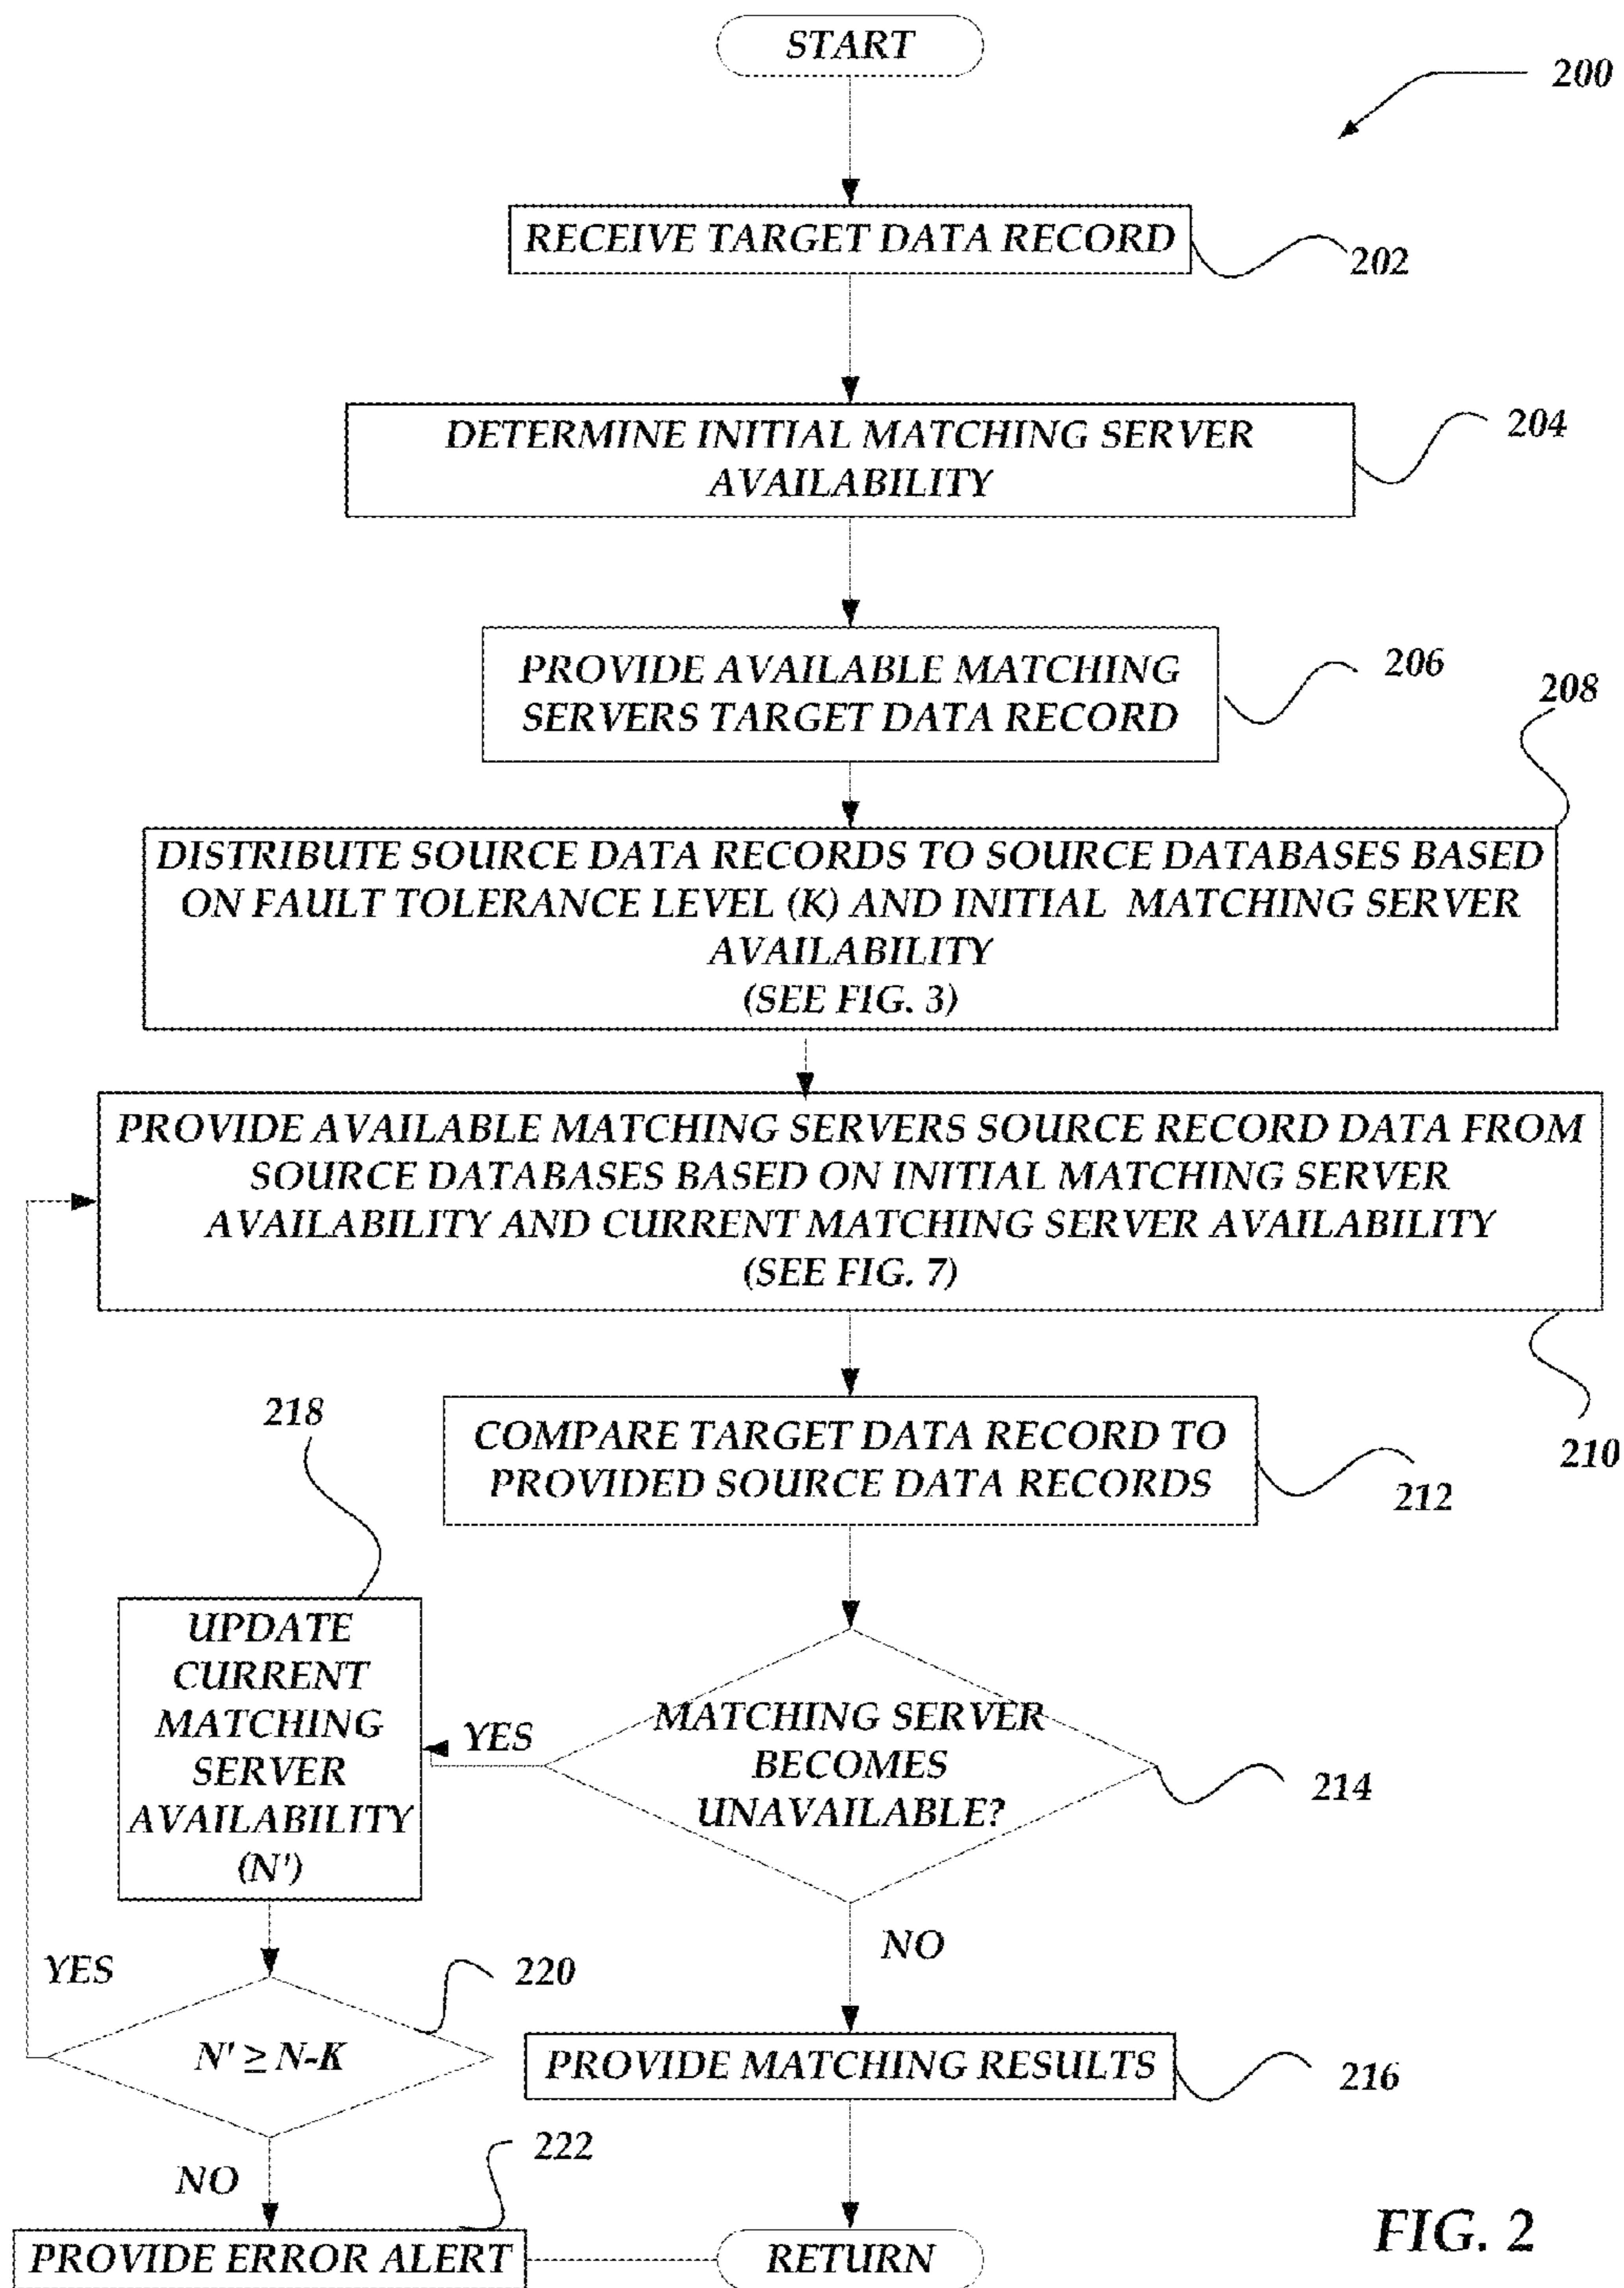 START
200
RECEIVE TARGET DATA RECORD
202
DETERMINE INITIAL MATCHING SERVER
AVAILABILITY
204
PROVIDE AVAILABLE MATCHING
SERVERS TARGET DATA RECORD
206
208
DISTRIBUTE SOURCE DATA RECORDS TO SOURCE DATABASES BASED
ON FAULT TOLERANCE LEVEL (K) AND INITIAL MATCHING SERVER
AVAILABILITY
(SEE FIG. 3)
PROVIDE AVAILABLE MATCHING SERVERS SOURCE RECORD DATA FROM
SOURCE DATABASES BASED ON INITIAL MATCHING SERVER
AVAILABILITY AND CURRENT MATCHING SERVER AVAILABILITY
(SEE FIG. 7)
210
COMPARE TARGET DATA RECORD TO
PROVIDED SOURCE DATA RECORDS
212
218
UPDATE
CURRENT
MATCHING
SERVER
AVAILABILITY
(N')
YES
MATCHING SERVER
BECOMES
UNAVAILABLE?
214
NO
YES
220
N' ≥ N-K
PROVIDE MATCHING RESULTS
216
NO
222
PROVIDE ERROR ALERT
RETURN
FIG. 2